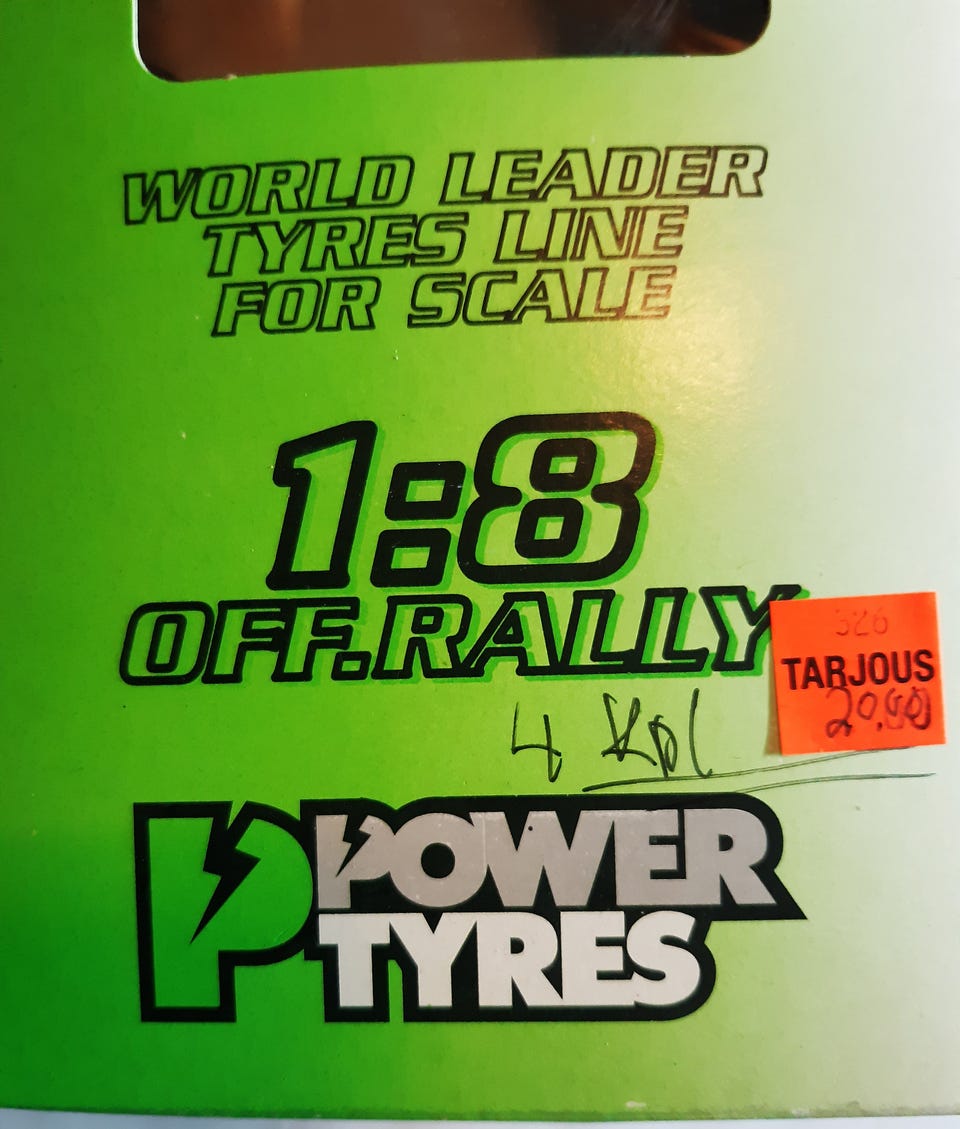 WORLD LEADER
TYRES LINE
FOR SCALE
1:8
OFF.RALLY
326
TARJOUS
20.00
4 kpl
POWER
TYRES